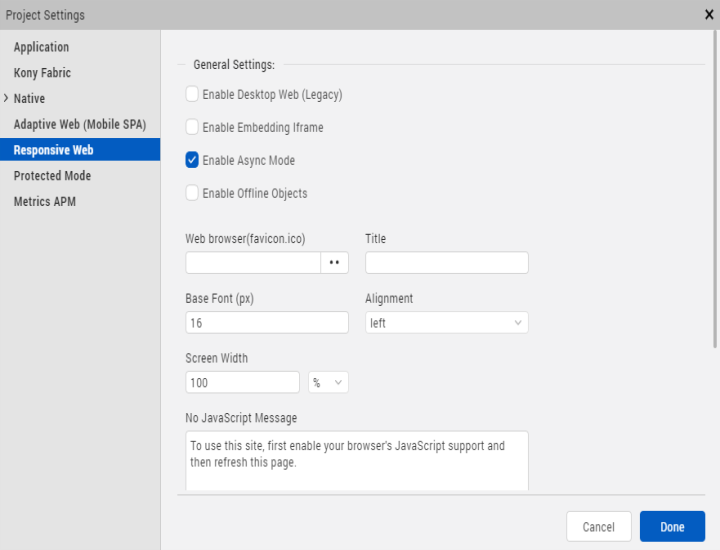 Project Settings
Application
Kony Fabric
Native
Adaptive Web (Mobile SPA)
Responsive Web
Protected Mode
Metrics APM
General Settings:
Enable Desktop Web (Legacy)
Enable Embedding Iframe
Enable Async Mode
Enable Offline Objects
Web browser(favicon.ico) Title
Base Font (px) Alignment
16 left
Screen Width
100 %
No JavaScript Message
To use this site, first enable your browser's JavaScript support and
then refresh this page.
Cancel Done